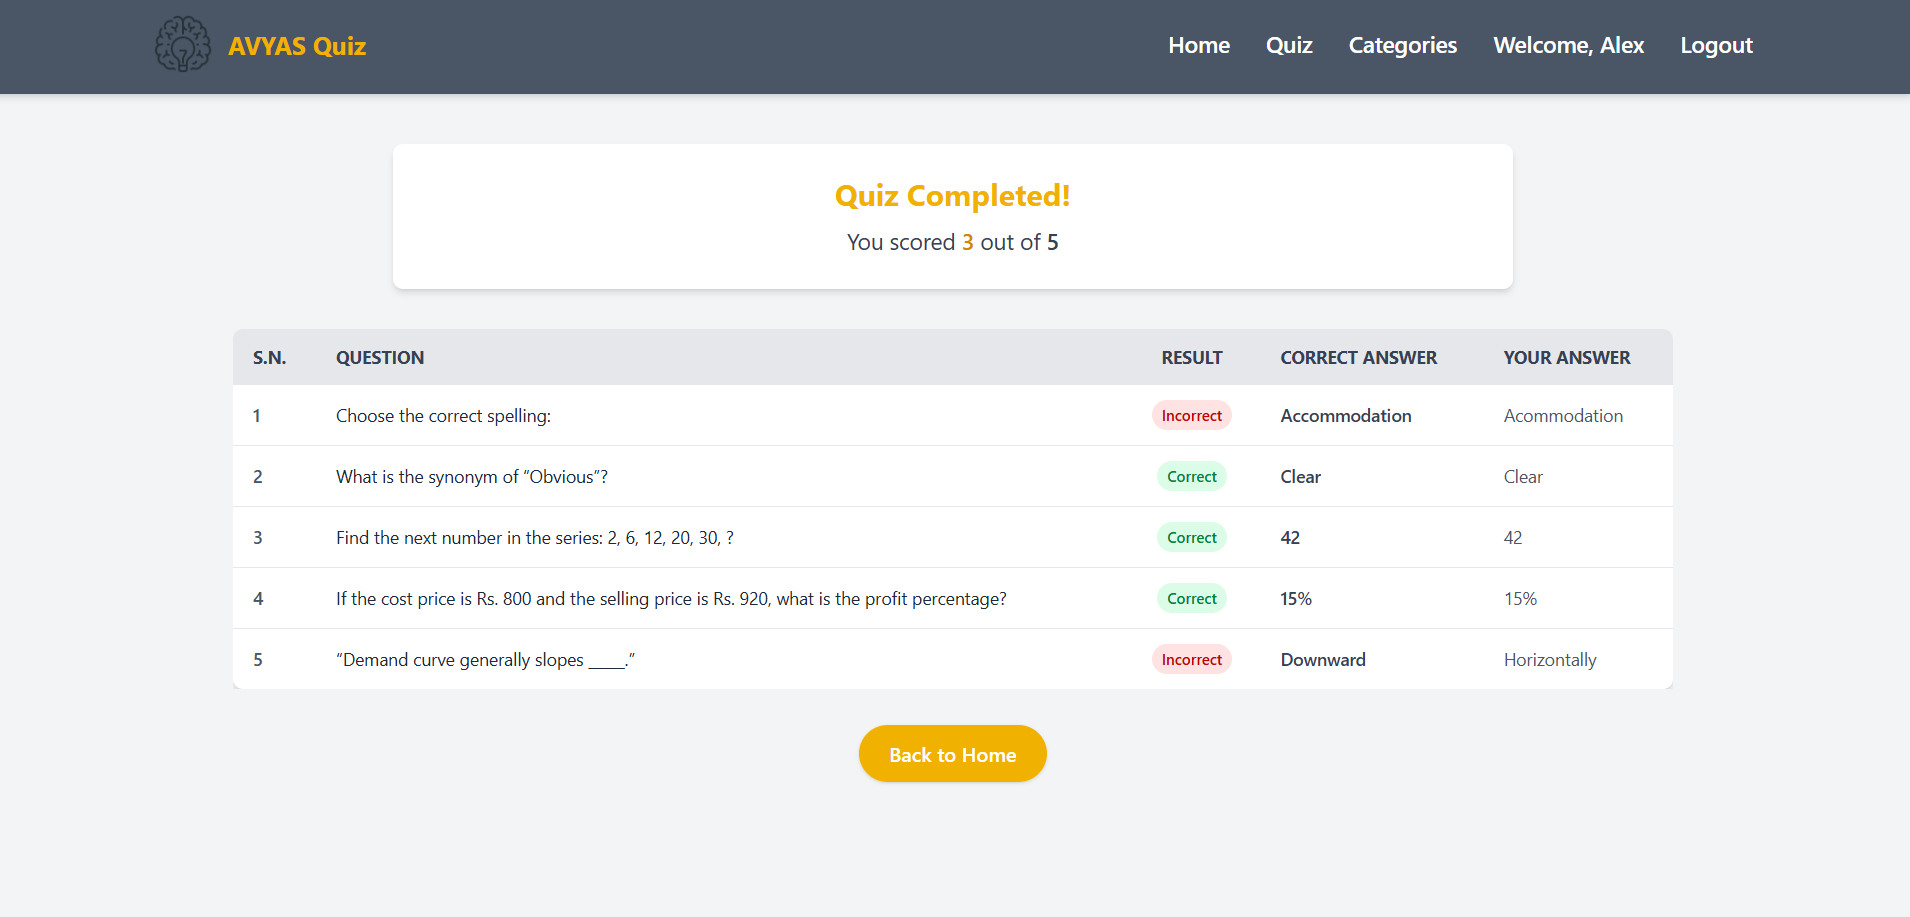 AVYAS Quiz Home Quiz Categories Welcome, Alex Logout
Quiz Completed!
You scored 3 out of 5
S.N. QUESTION RESULT CORRECT ANSWER YOUR ANSWER
1 Choose the correct spelling: Incorrect Accommodation Acommodation
2 What is the synonym of “Obvious”? Correct Clear Clear
3 Find the next number in the series: 2, 6, 12, 20, 30, ? Correct 42 42
4 If the cost price is Rs. 800 and the selling price is Rs. 920, what is the profit percentage? Correct 15% 15%
5 “Demand curve generally slopes ____.” Incorrect Downward Horizontally
Back to Home